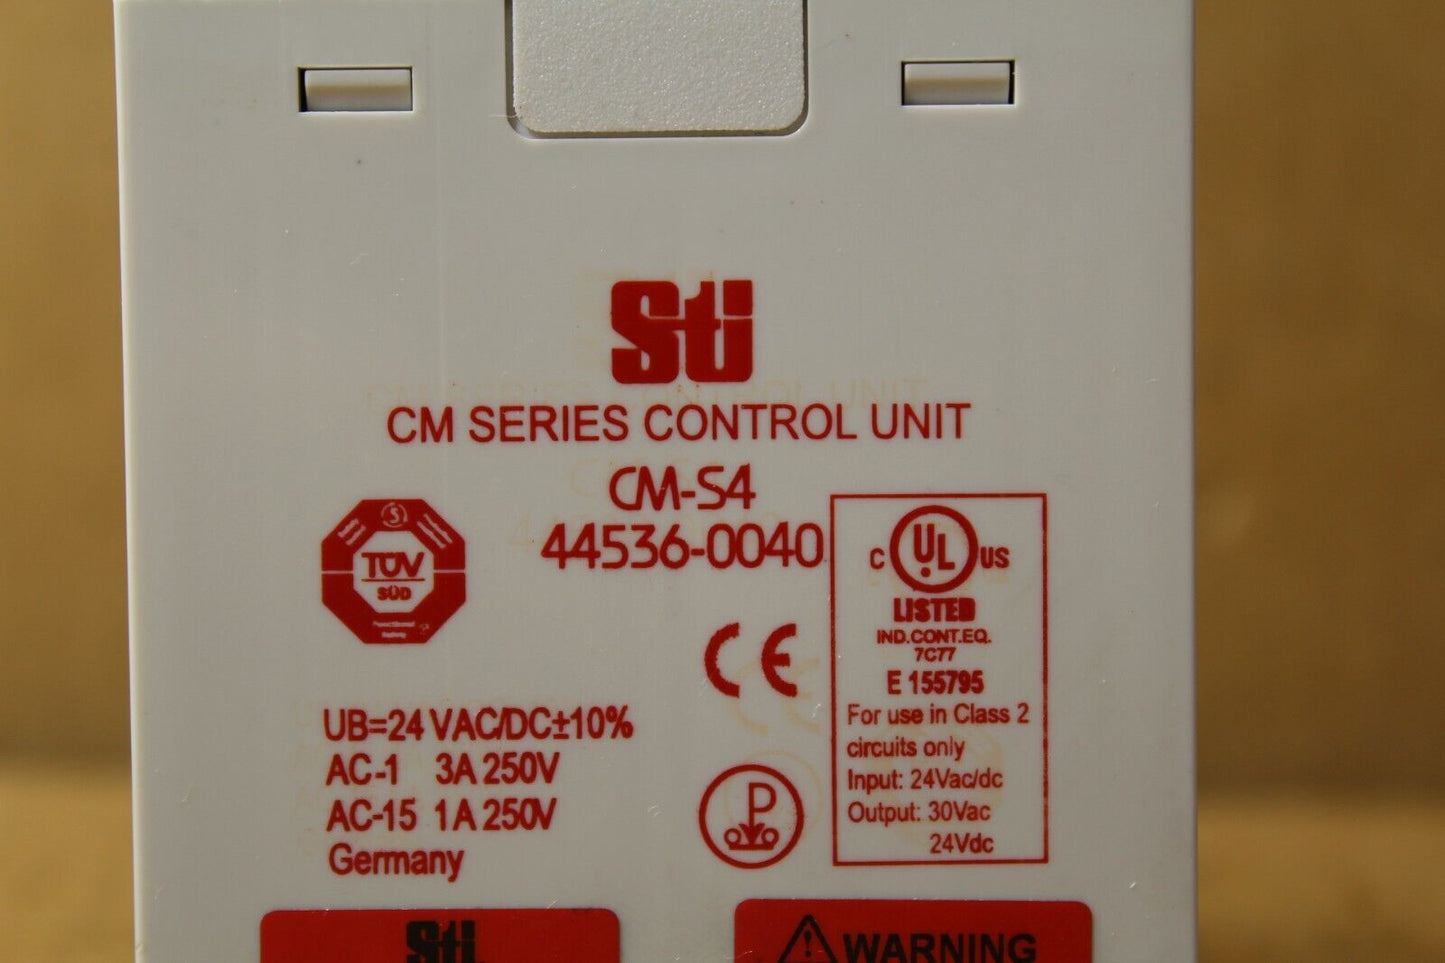 Sti
CM SERIES CONTROL UNIT
CM-S4
44536-0040
TÜV
SÜD
C UL US
LISTED
IND.CONT.EQ.
7C77
E 155795
For use in Class 2
circuits only
Input: 24Vac/dc
Output: 30Vac
24Vdc
CE
P
UB=24 VAC/DC±10%
AC-1 3A 250V
AC-15 1A 250V
Germany
Sti
WARNING